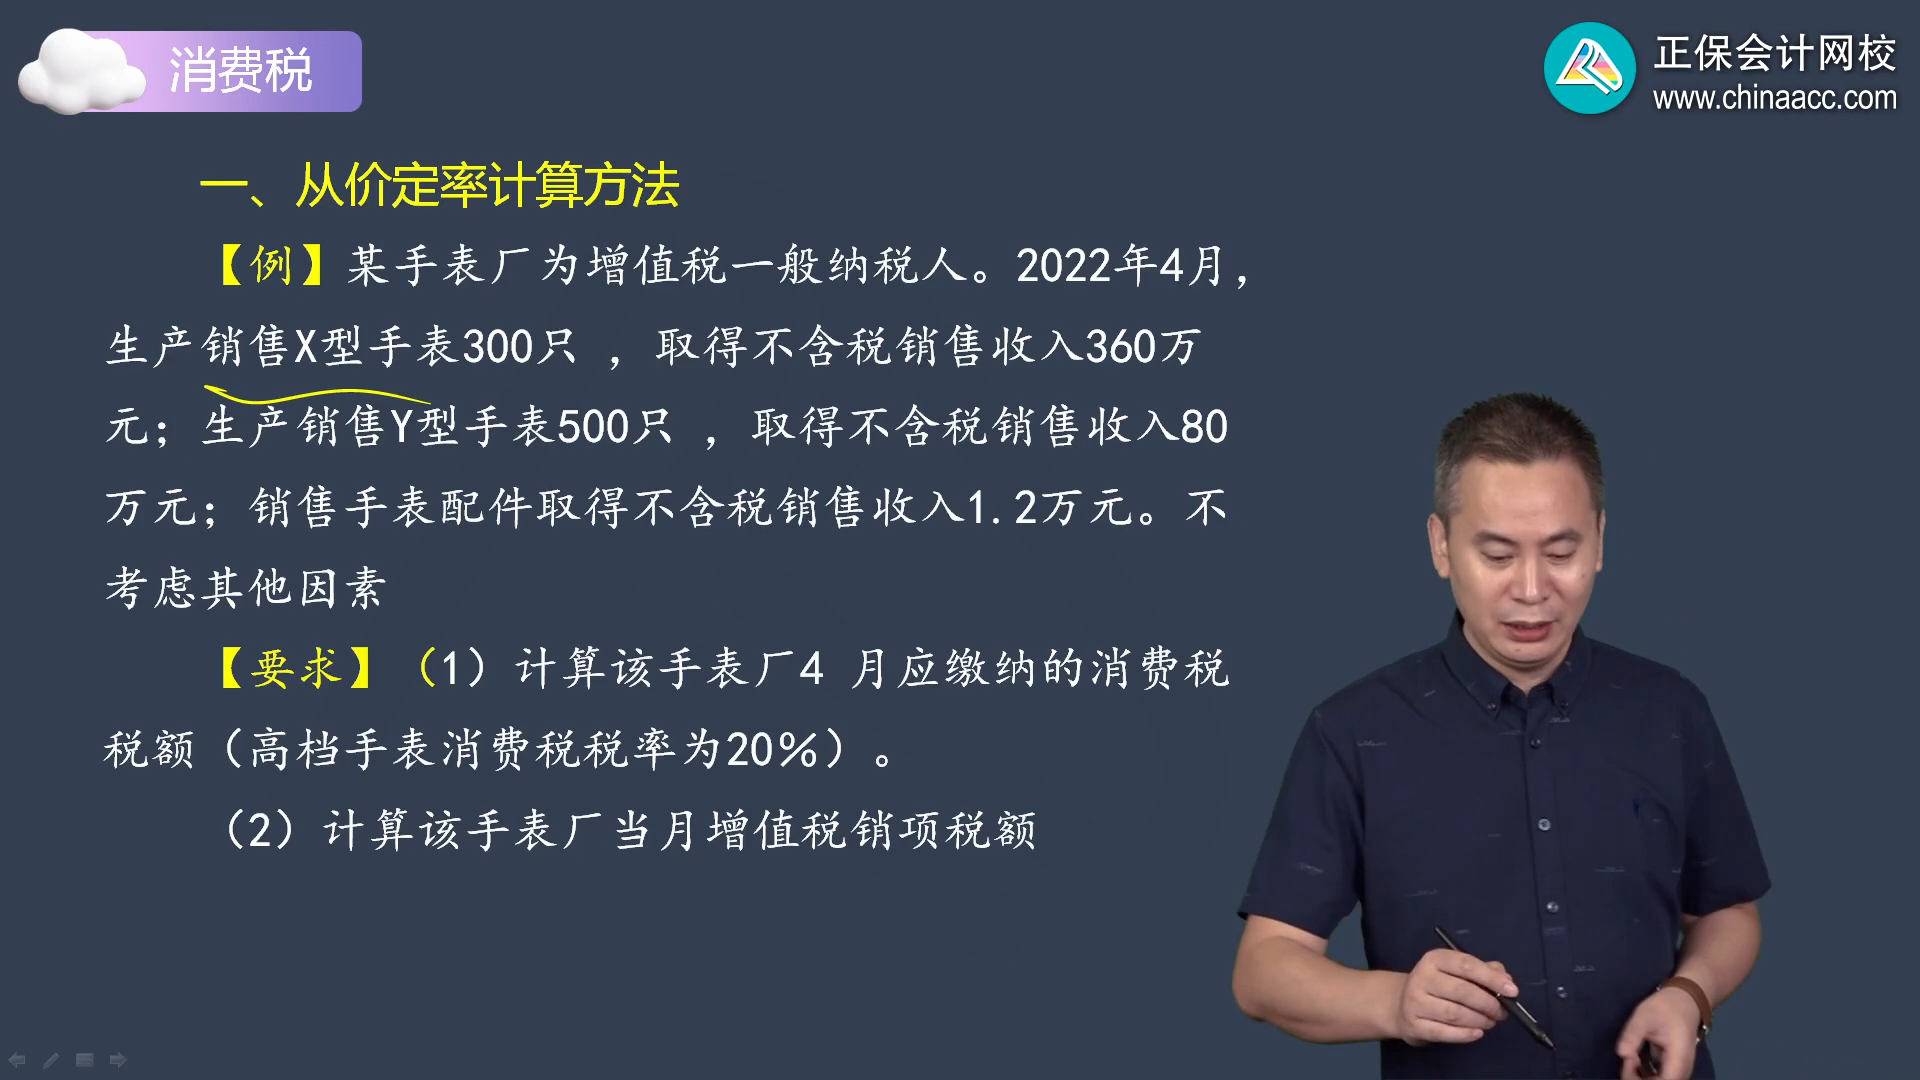 消费税
正保会计网校
www.chinaacc.com
一、从价定率计算方法
【例】某手表厂为增值税一般纳税人。2022年4月，
生产销售X型手表300只 ，取得不含税销售收入360万
元；生产销售Y型手表500只 ，取得不含税销售收入80
万元；销售手表配件取得不含税销售收入1.2万元。不
考虑其他因素
【要求】（1）计算该手表厂4 月应缴纳的消费税
税额（高档手表消费税税率为20%）。
（2）计算该手表厂当月增值税销项税额